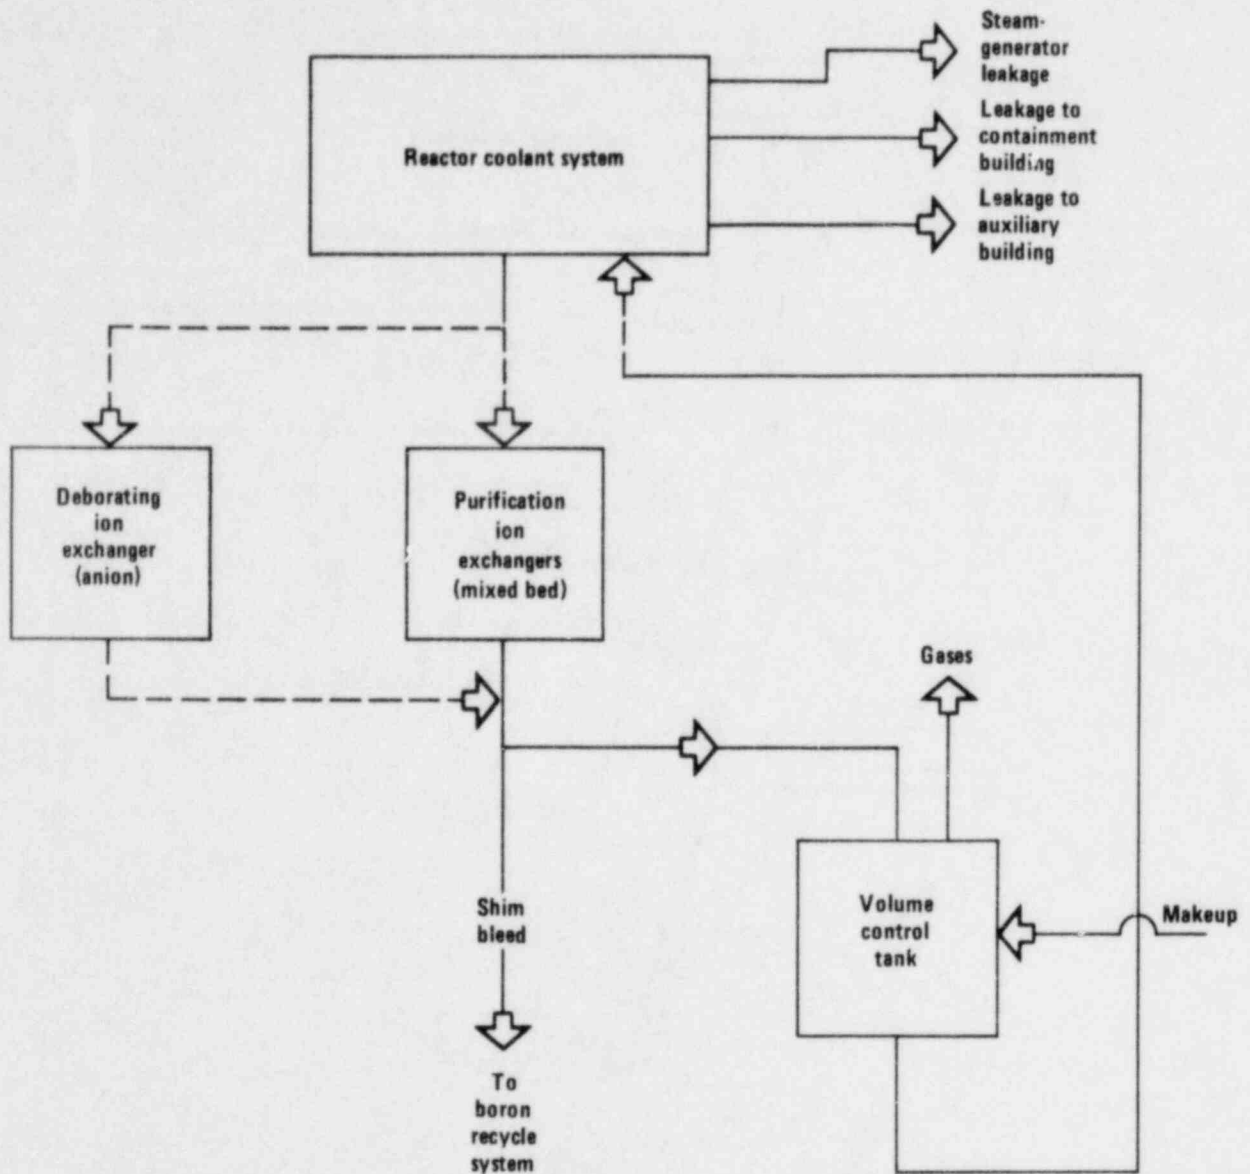 Steam-
generator
leakage
Leakage to
containment
building
Leakage to
auxiliary
building
Reactor coolant system
Deborating
ion
exchanger
(anion)
Purification
ion
exchangers
(mixed bed)
Gases
Volume
control
tank
Makeup
Shim
bleed
To
boron
recycle
system